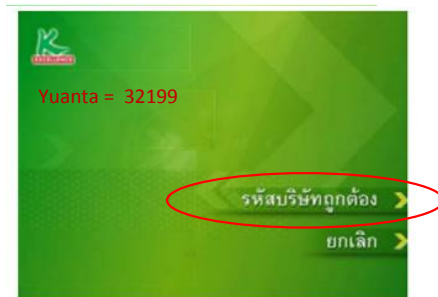 K
EXCELLENCE
Yuanta = 32199
รหัสบริษัทถูกต้อง
ยกเลิก